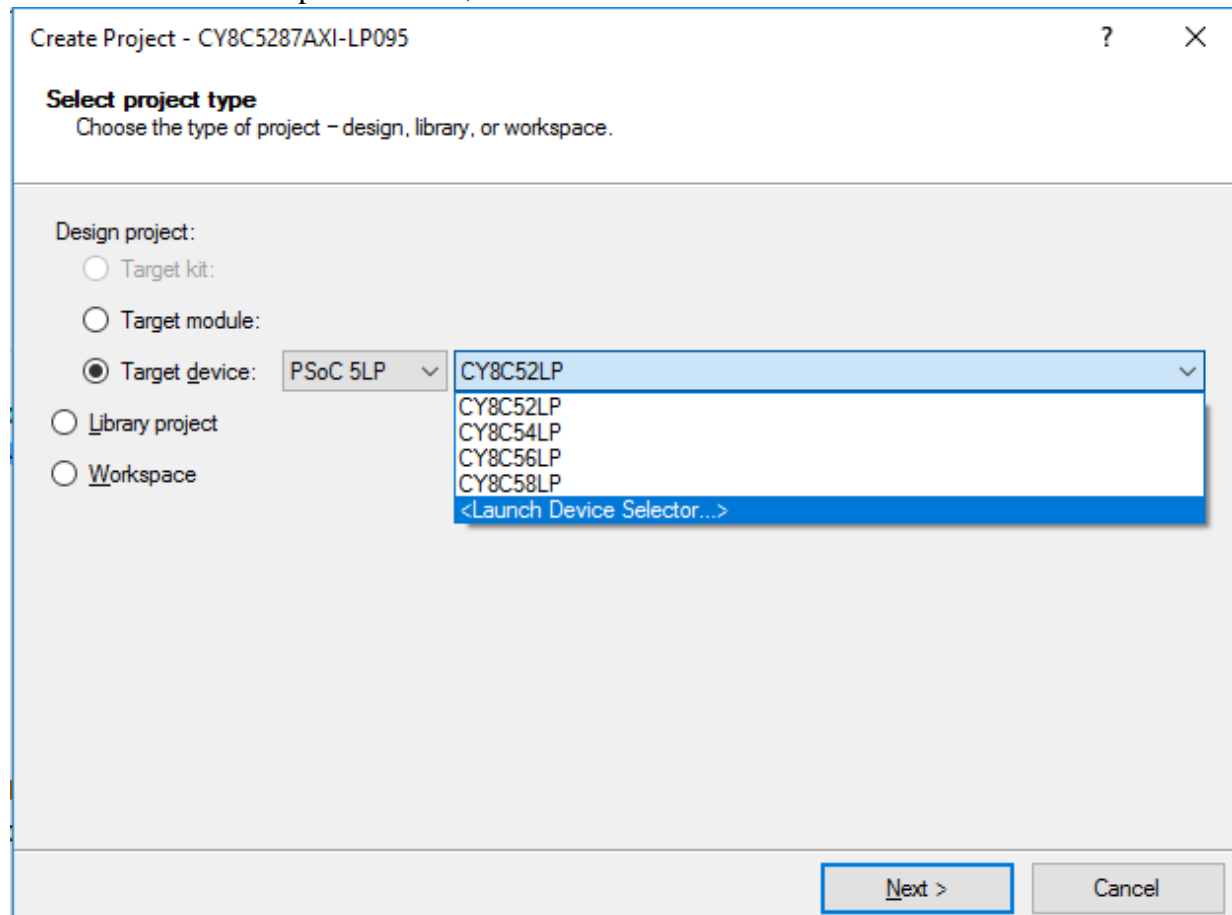 Create Project - CY8C5287AXI-LP095 ?
Select project type
Choose the type of project – design, library, or workspace.
Design project:
Target kit:
Target module:
Target device: PSoC 5LP CY8C52LP
CY8C52LP
Library project
CY8C54LP
CY8C56LP
Workspace
CY8C58LP
<Launch Device Selector...>
Next > Cancel